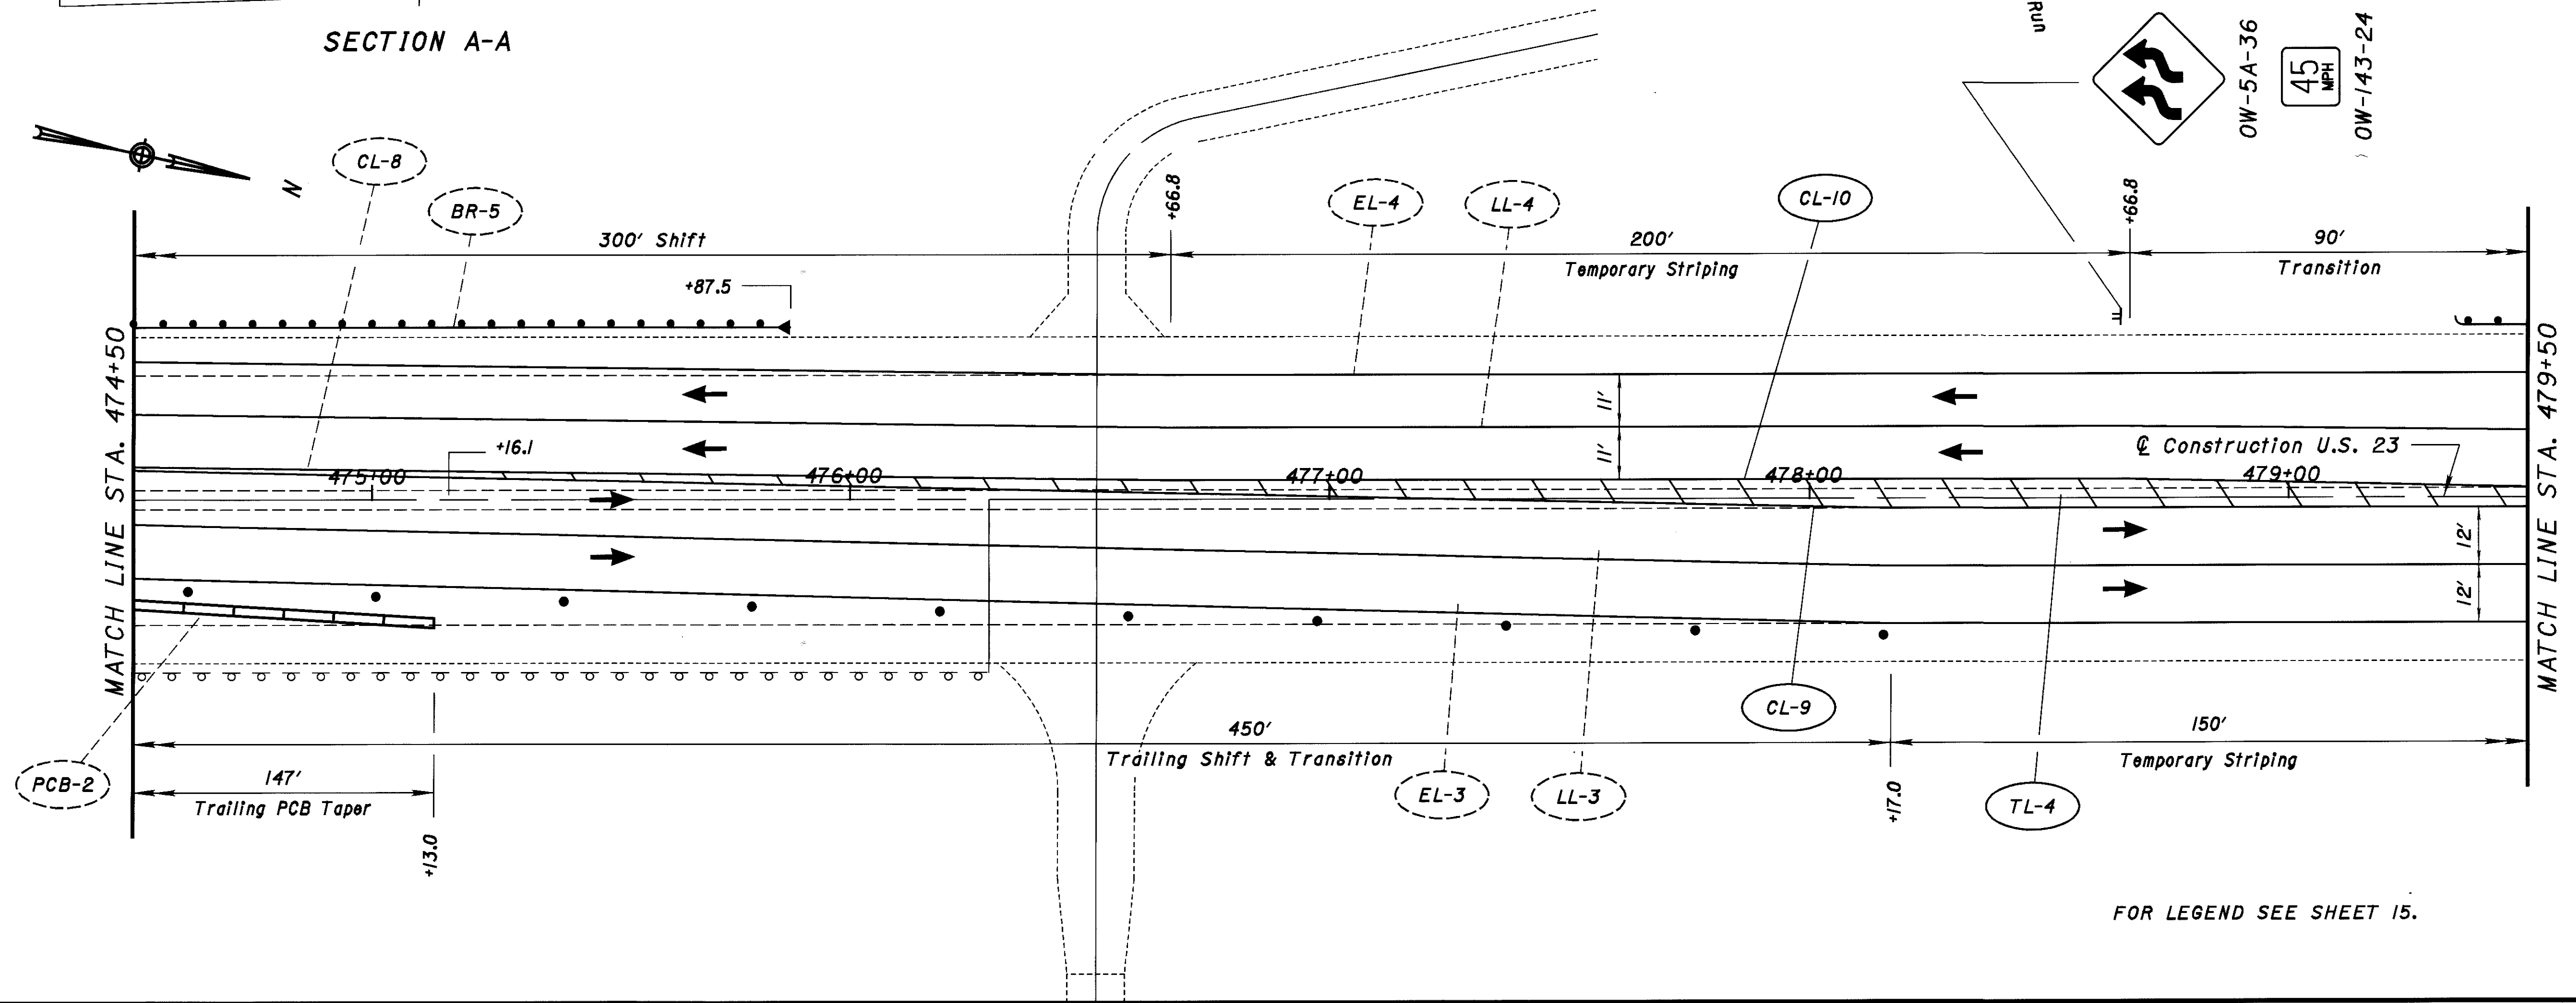 SECTION A-A
Run
OW-5A-36
45
MPH
OW-143-24
N
CL-8
BR-5
EL-4
LL-4
CL-10
+66.8
+66.8
300' Shift
200'
Temporary Striping
90'
Transition
+87.5
MATCH LINE STA. 474+50
MATCH LINE STA. 479+50
11'
11'
+16.1
℄ Construction U.S. 23
475+00
476+00
477+00
478+00
479+00
12'
12'
CL-9
450'
Trailing Shift & Transition
150'
Temporary Striping
PCB-2
147'
Trailing PCB Taper
EL-3
LL-3
TL-4
+13.0
+17.0
FOR LEGEND SEE SHEET 15.